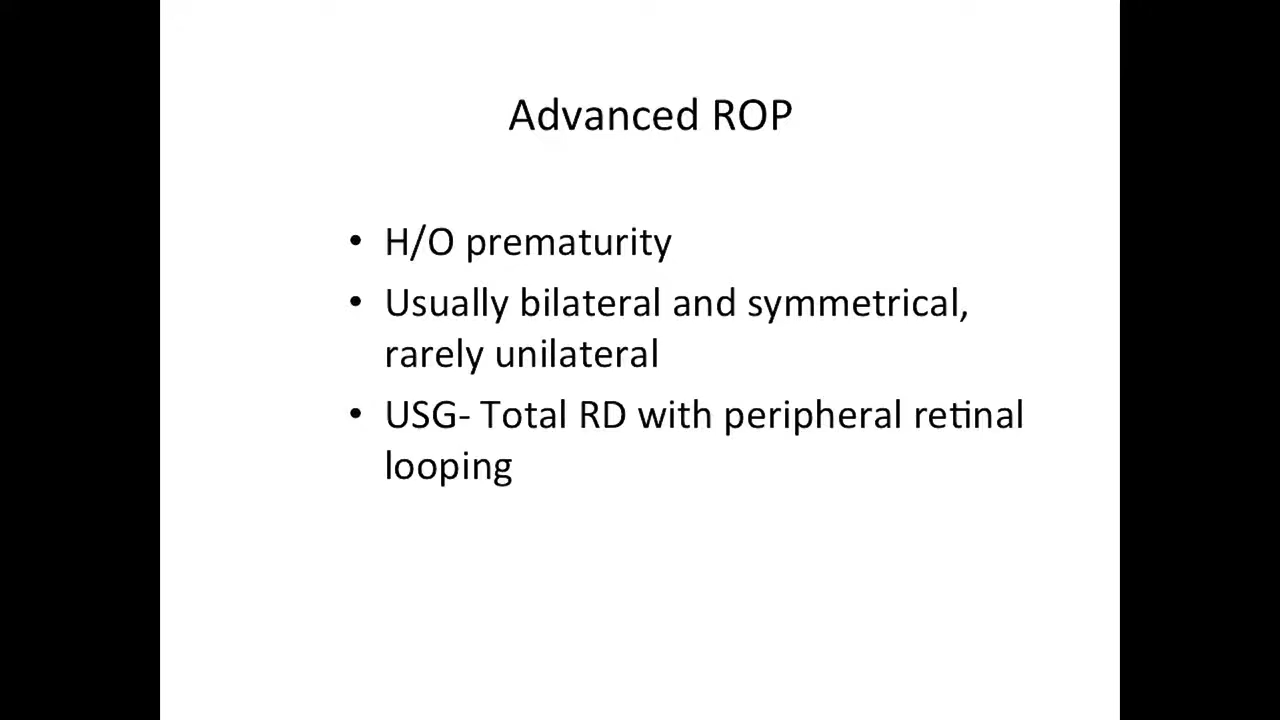 Advanced ROP
• H/O prematurity
• Usually bilateral and symmetrical,
rarely unilateral
• USG- Total RD with peripheral retinal
looping